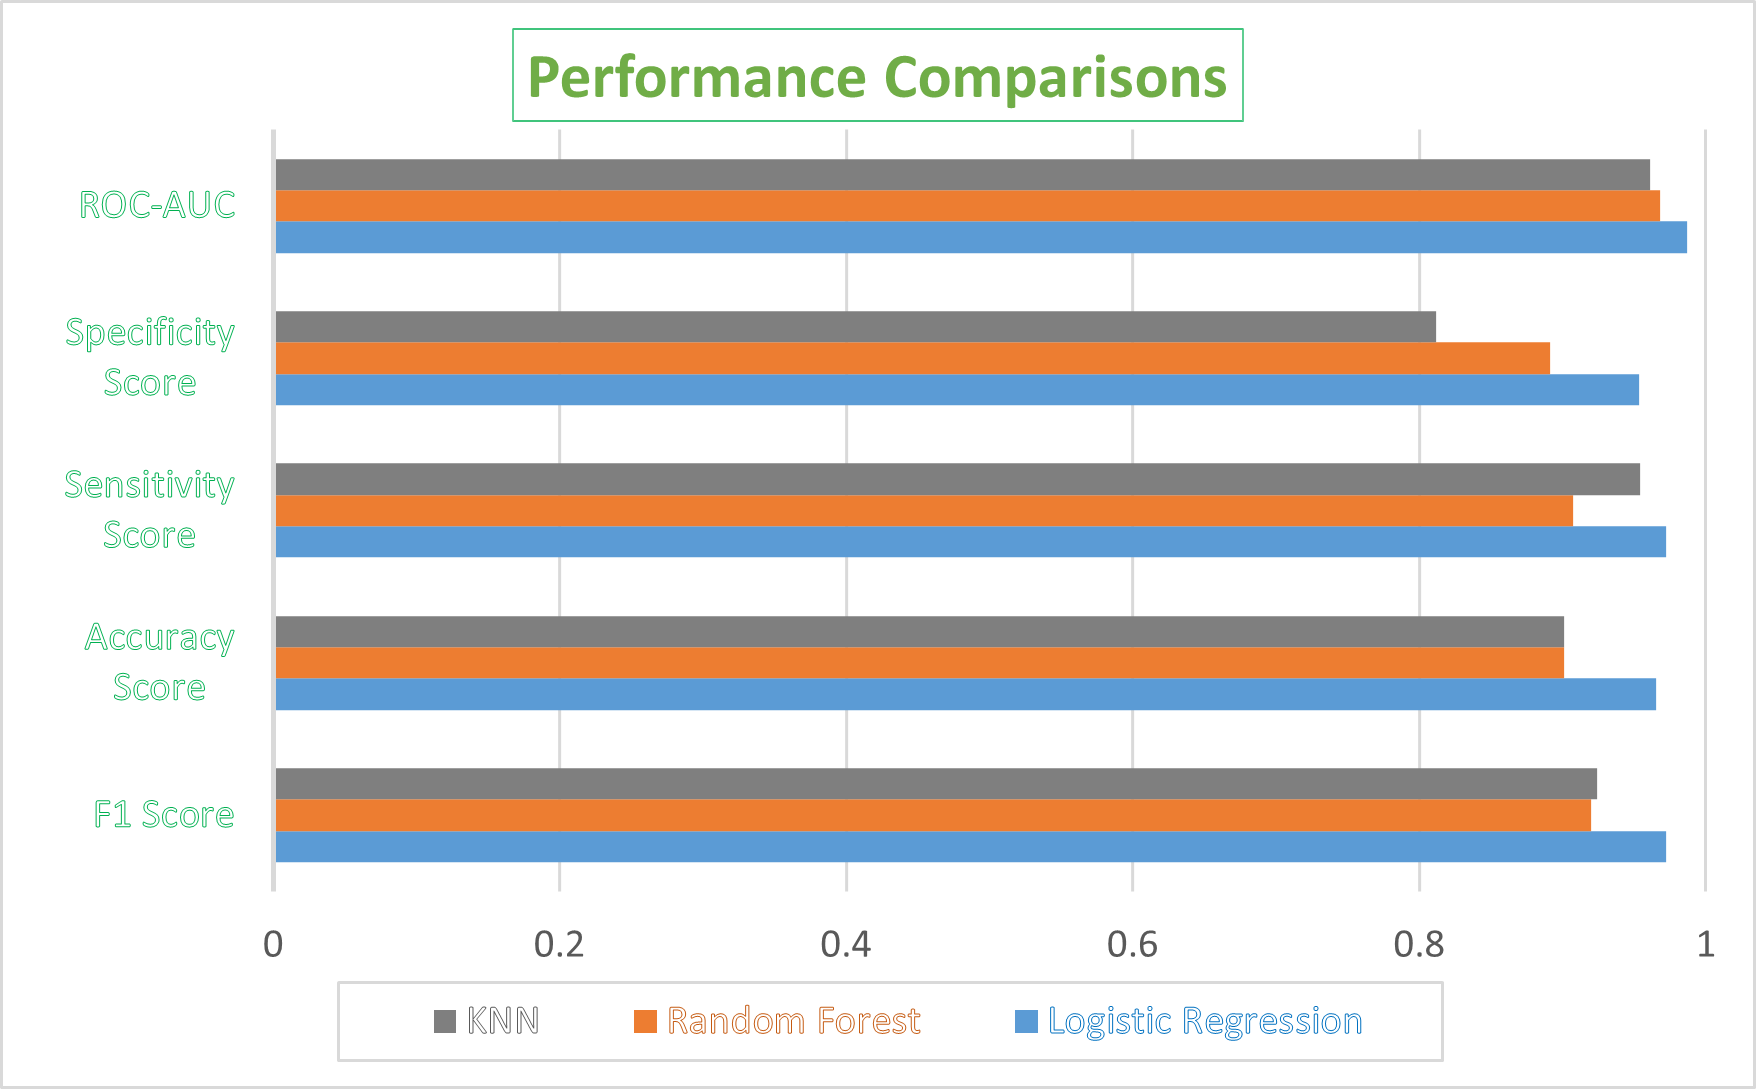 Performance Comparisons
ROC-AUC
Specificity
Score
Sensitivity
Score
Accuracy
Score
F1 Score
0 0.2 0.4 0.6 0.8 1
KNN Random Forest Logistic Regression